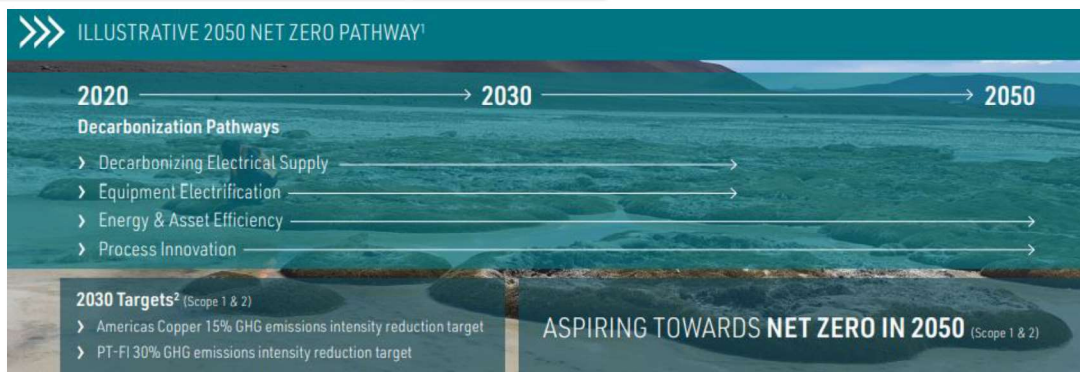 ILLUSTRATIVE 2050 NET ZERO PATHWAY¹
2020 2030 2050
Decarbonization Pathways
Decarbonizing Electrical Supply
Equipment Electrification
Energy & Asset Efficiency
Process Innovation
2030 Targets² (Scope 1 & 2)
Americas Copper 15% GHG emissions intensity reduction target
PT-FI 30% GHG emissions intensity reduction target
ASPIRING TOWARDS NET ZERO IN 2050 (Scope 1 & 2)